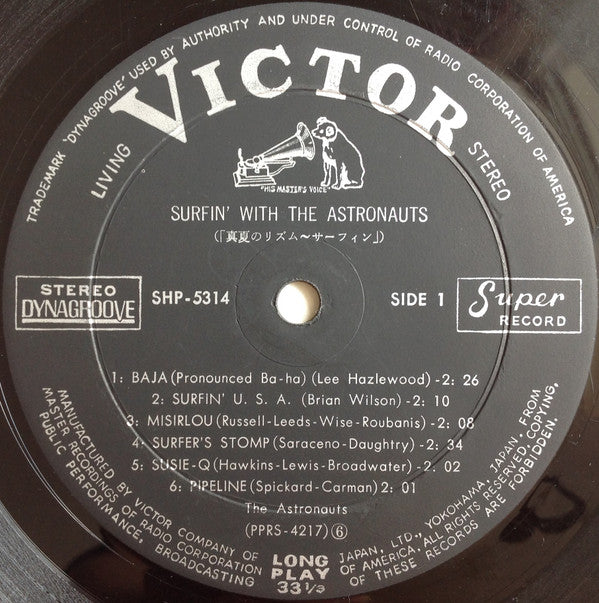 TRADEMARK "DYNAGROOVE" USED BY AUTHORITY AND UNDER CONTROL OF RADIO CORPORATION OF AMERICA
LIVING
VICTOR
STEREO
"HIS MASTER'S VOICE"
SURFIN' WITH THE ASTRONAUTS
(「真夏のリズム〜サーフィン」)
STEREO
DYNAGROOVE
SHP-5314
SIDE 1
Super
RECORD
1: BAJA (Pronounced Ba-ha) (Lee Hazlewood) -2: 26
2: SURFIN' U. S. A. (Brian Wilson) -2: 10
3: MISIRLOU (Russell-Leeds-Wise-Roubanis) -2: 08
4: SURFER'S STOMP (Saraceno-Daughtry) -2: 34
5: SUSIE-Q (Hawkins-Lewis-Broadwater) -2: 02
6: PIPELINE (Spickard-Carman) 2: 01
The Astronauts
(PPRS-4217) ⑥
MANUFACTURED BY VICTOR COMPANY OF JAPAN, LTD., YOKOHAMA, JAPAN, FROM
MASTER RECORDINGS OF RADIO CORPORATION OF AMERICA. ALL RIGHTS RESERVED. COPYING,
PUBLIC PERFORMANCE, BROADCASTING OF THESE RECORDS ARE FORBIDDEN.
LONG
PLAY
33 1/3